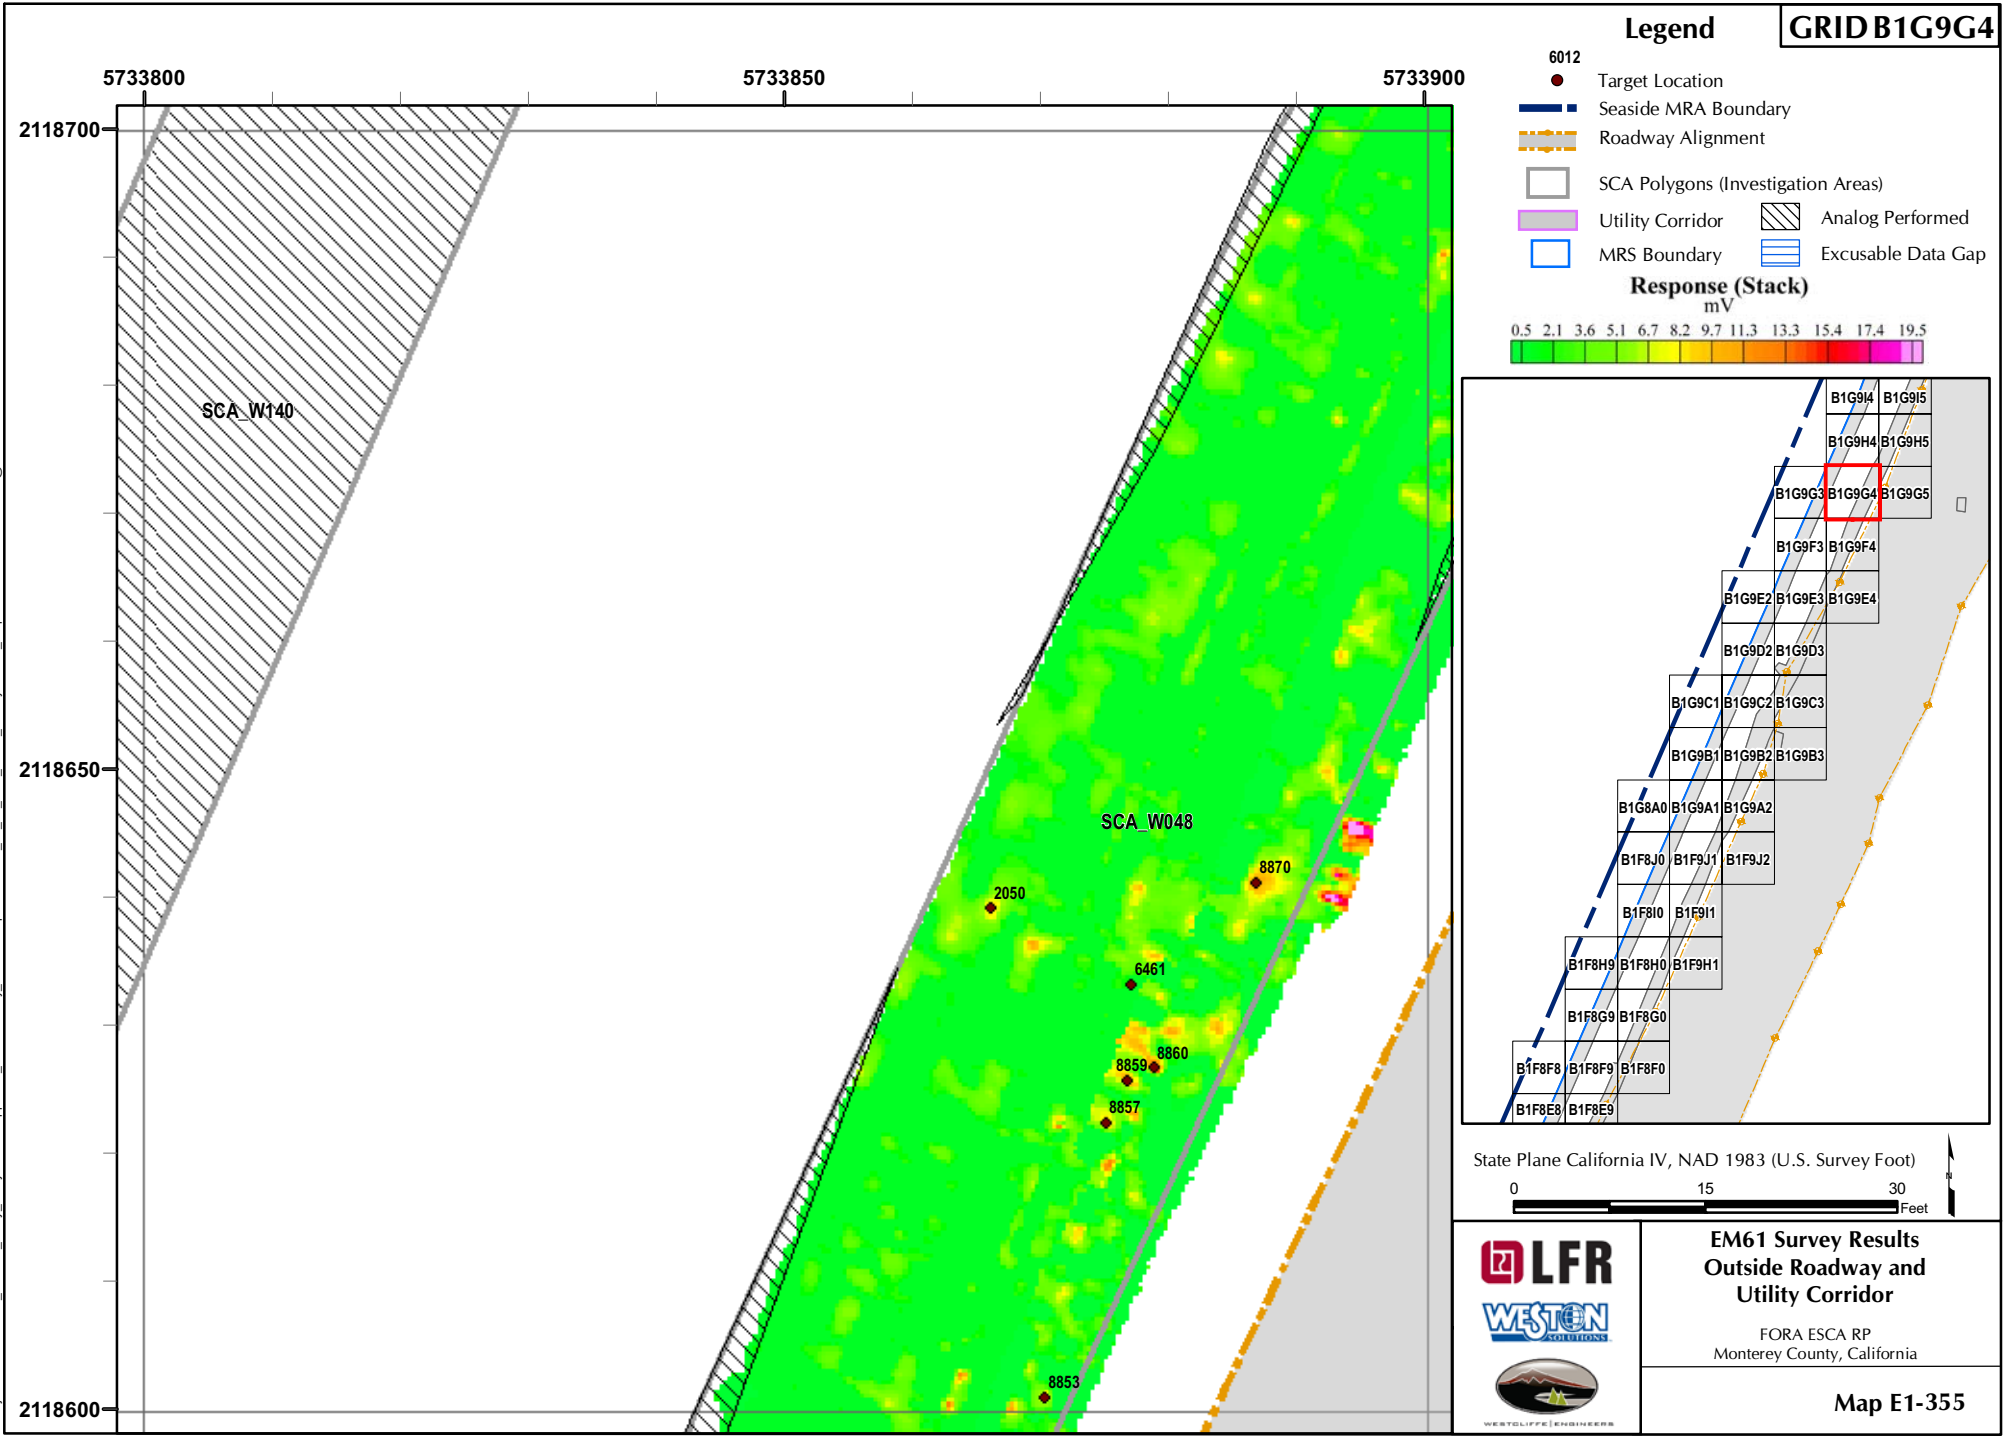 GRID B1G9G4
Legend
6012
Target Location
Seaside MRA Boundary
Roadway Alignment
SCA Polygons (Investigation Areas)
Utility Corridor
Analog Performed
MRS Boundary
Excusable Data Gap
Response (Stack)
mV
0.5 2.1 3.6 5.1 6.7 8.2 9.7 11.3 13.3 15.4 17.4 19.5
5733800 5733850 5733900
2118700
2118650
2118600
SCA_W140
SCA_W048
8870
2050
6461
8860
8859
8857
8853
B1G9I4 B1G9I5
B1G9H4 B1G9H5
B1G9G3 B1G9G4 B1G9G5
B1G9F3 B1G9F4
B1G9E2 B1G9E3 B1G9E4
B1G9D2 B1G9D3
B1G9C1 B1G9C2 B1G9C3
B1G9B1 B1G9B2 B1G9B3
B1G8A0 B1G9A1 B1G9A2
B1F8J0 B1F9J1 B1F9J2
B1F8I0 B1F9I1
B1F8H9 B1F8H0 B1F9H1
B1F8G9 B1F8G0
B1F8F8 B1F8F9 B1F8F0
B1F8E8 B1F8E9
State Plane California IV, NAD 1983 (U.S. Survey Foot)
0 15 30
Feet
N
LFR
WESTON
SOLUTIONS
WESTCLIFFE ENGINEERS
EM61 Survey Results
Outside Roadway and
Utility Corridor
FORA ESCA RP
Monterey County, California
Map E1-355